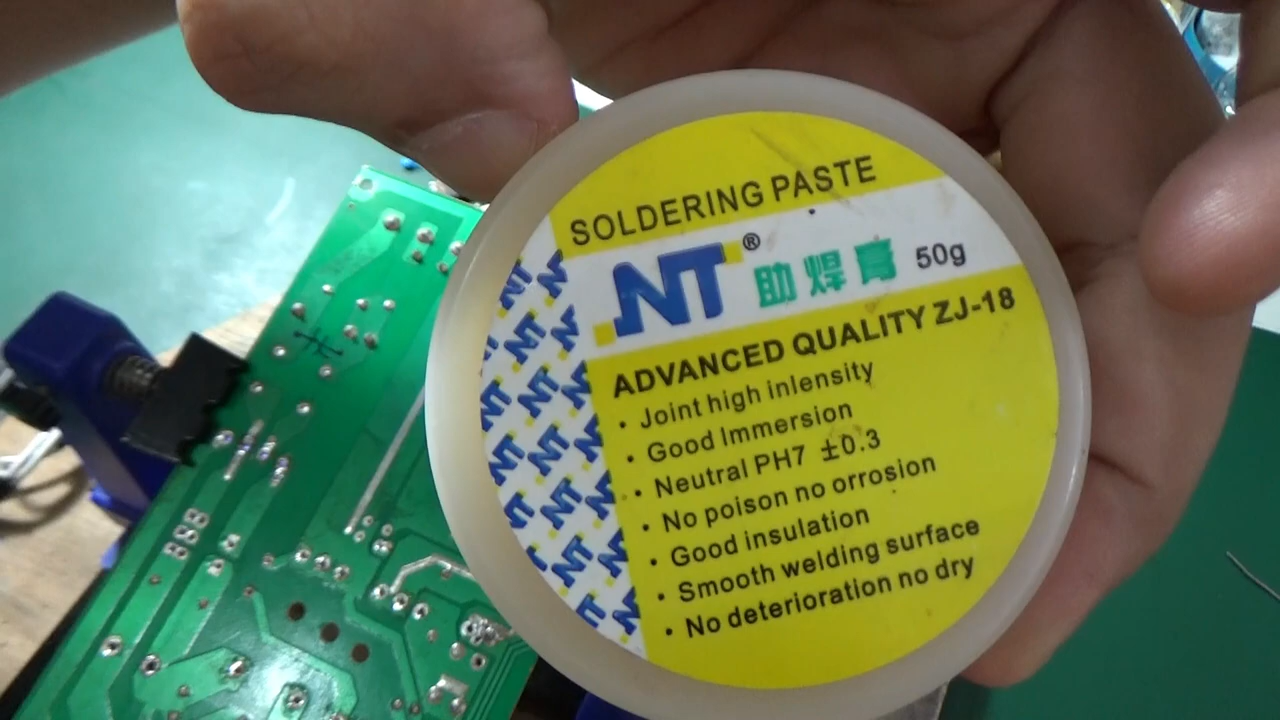 SOLDERING PASTE
NT® 助焊膏 50g
ADVANCED QUALITY ZJ-18
• Joint high inlensity
• Good Immersion
• Neutral PH7 ±0.3
• No poison no orrosion
• Good insulation
• Smooth welding surface
• No deterioration no dry